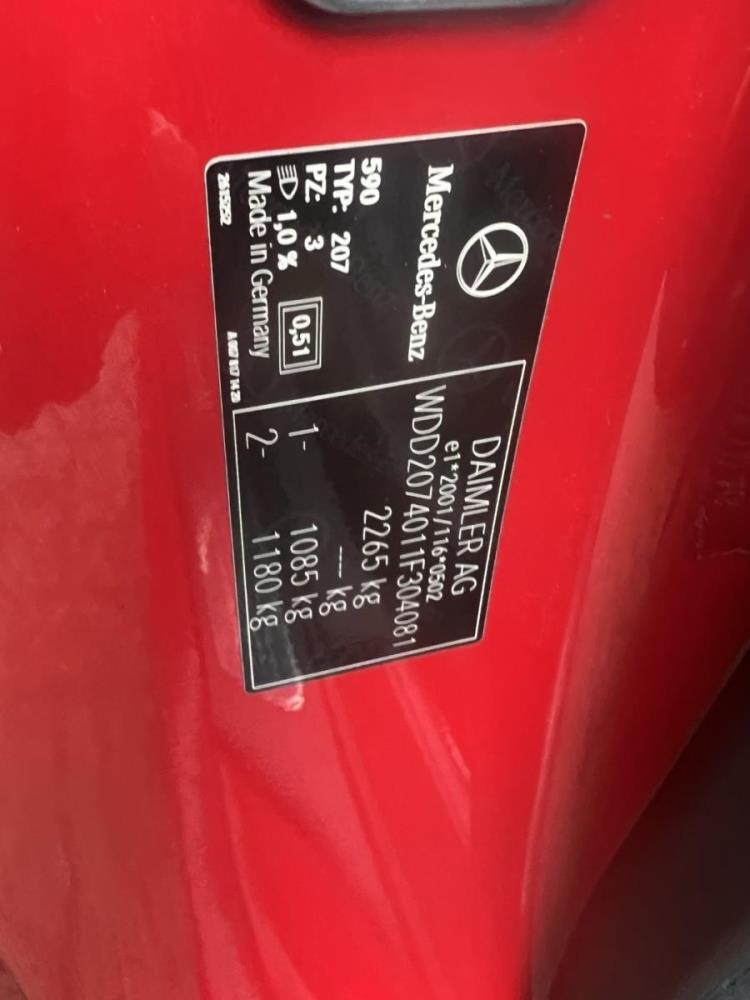 Mercedes-Benz
590
TYP: 207
PZ: 3
1,0 %
0,51
Made in Germany
DAIMLER AG
e1*2001/116*0502
WDD2074011F304081
2265 kg
--- kg
1- 1085 kg
2- 1180 kg